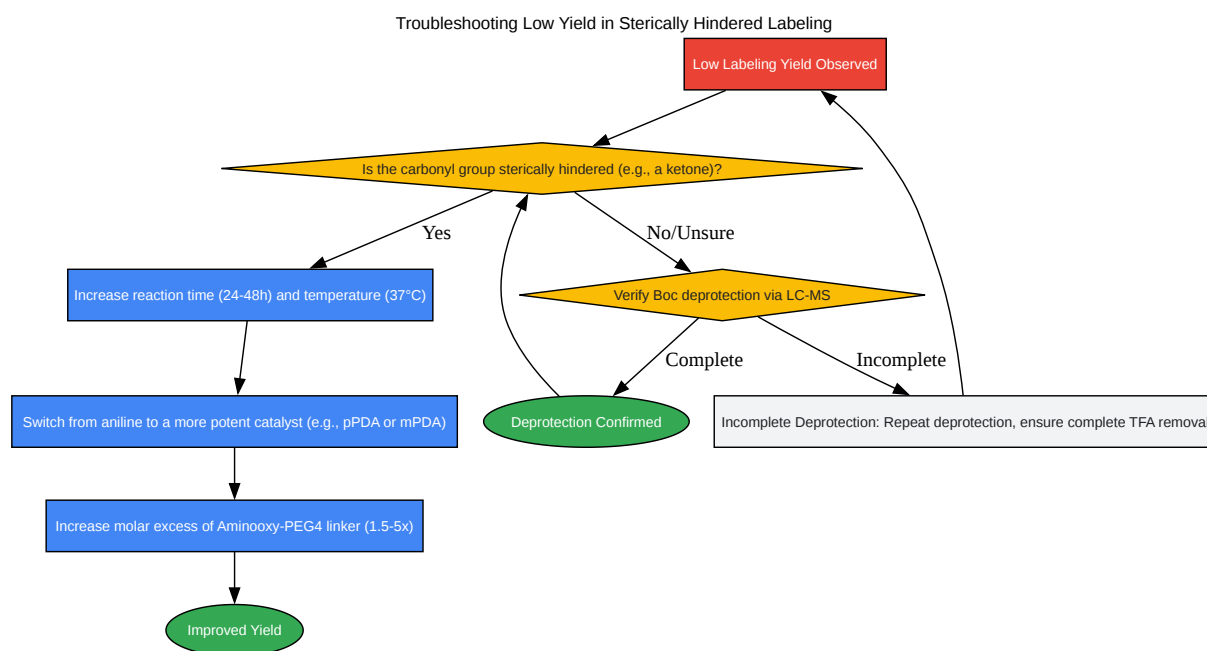 Troubleshooting Low Yield in Sterically Hindered Labeling
Low Labeling Yield Observed
Is the carbonyl group sterically hindered (e.g., a ketone)?
Yes
No/Unsure
Increase reaction time (24-48h) and temperature (37°C)
Verify Boc deprotection via LC-MS
Complete
Incomplete
Switch from aniline to a more potent catalyst (e.g., pPDA or mPDA)
Deprotection Confirmed
Incomplete Deprotection: Repeat deprotection, ensure complete TFA removal
Increase molar excess of Aminooxy-PEG4 linker (1.5-5x)
Improved Yield